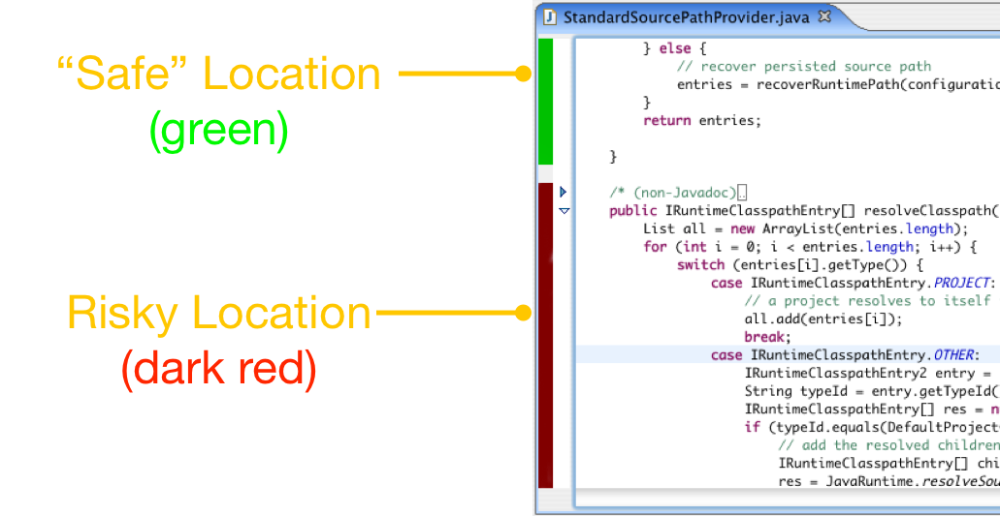 “Safe” Location
(green)
Risky Location
(dark red)
StandardSourcePathProvider.java
} else {
// recover persisted source path
entries = recoverRuntimePath(configuratio
}
return entries;
}
/* (non-Javadoc)
public IRuntimeClasspathEntry[] resolveClasspath(
List all = new ArrayList(entries.length);
for (int i = 0; i < entries.length; i++) {
switch (entries[i].getType()) {
case IRuntimeClasspathEntry.PROJECT:
// a project resolves to itself
all.add(entries[i]);
break;
case IRuntimeClasspathEntry.OTHER:
IRuntimeClasspathEntry2 entry =
String typeId = entry.getTypeId(
IRuntimeClasspathEntry[] res = n
if (typeId.equals(DefaultProject
// add the resolved children
IRuntimeClasspathEntry[] chi
res = JavaRuntime.resolveSou